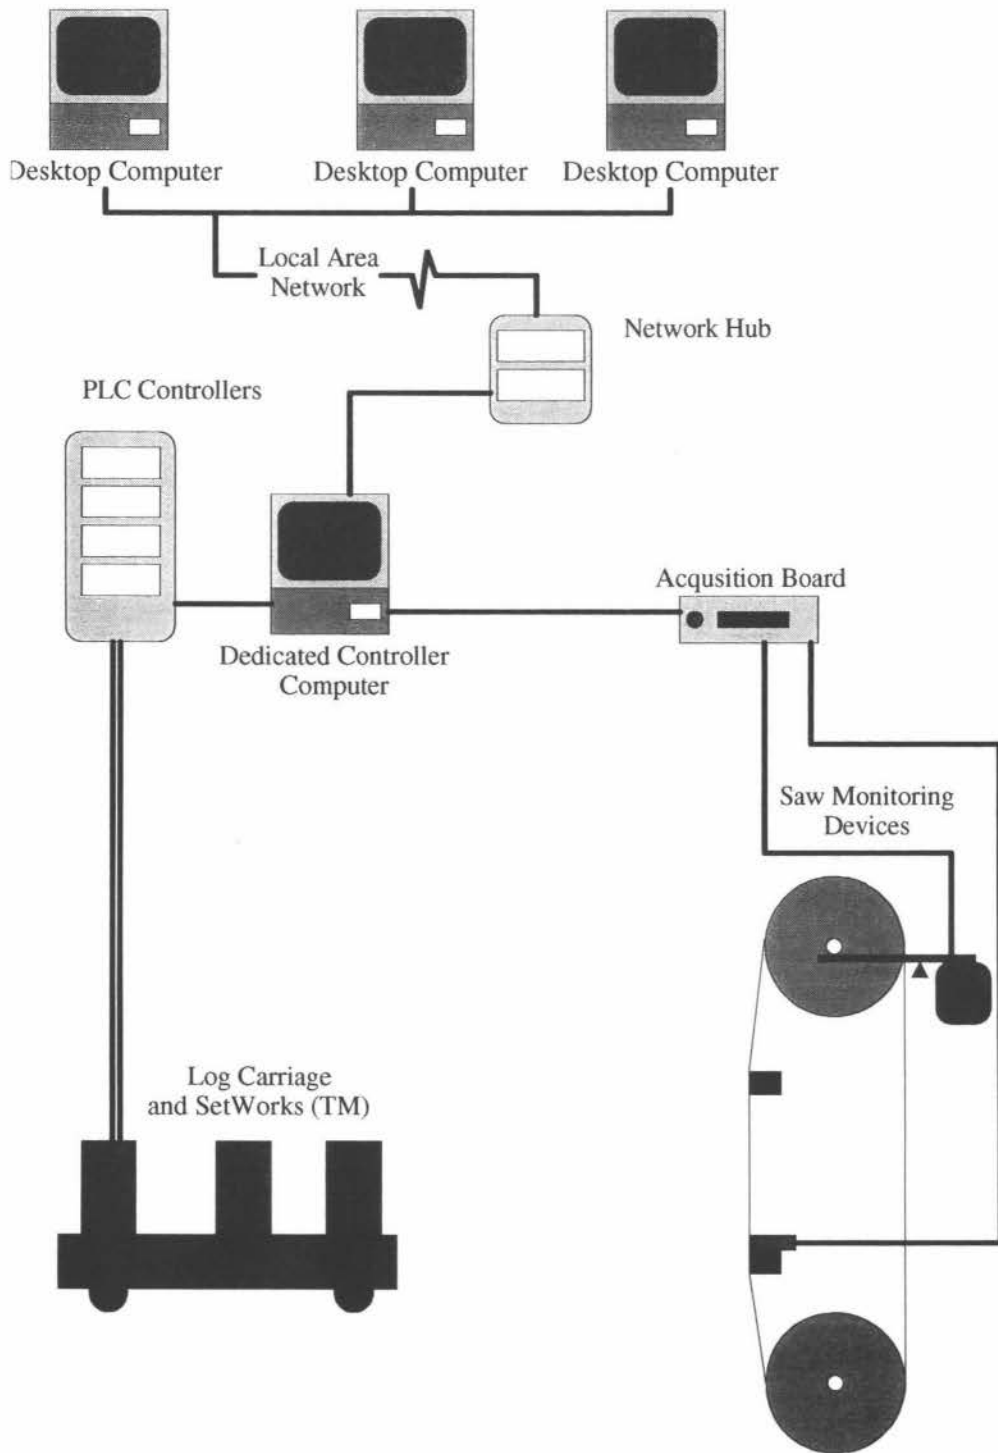 Desktop Computer
Desktop Computer
Desktop Computer
Local Area
Network
Network Hub
PLC Controllers
Acqusition Board
Dedicated Controller
Computer
Saw Monitoring
Devices
Log Carriage
and SetWorks (TM)